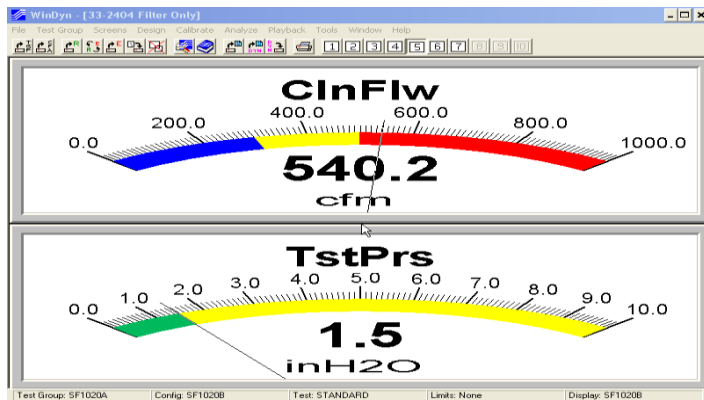 WinDyn - [33-2404 Filter Only]
File Test Group Screens Design Calibrate Analyze Playback Tools Window Help
1 2 3 4 5 6 7 8 9 10
ClnFlw
0.0 200.0 400.0 600.0 800.0 1000.0
540.2
cfm
TstPrs
0.0 1.0 2.0 3.0 4.0 5.0 6.0 7.0 8.0 9.0 10.0
1.5
inH2O
Test Group: SF1020A Config: SF1020B Test: STANDARD Limits: None Display: SF1020B